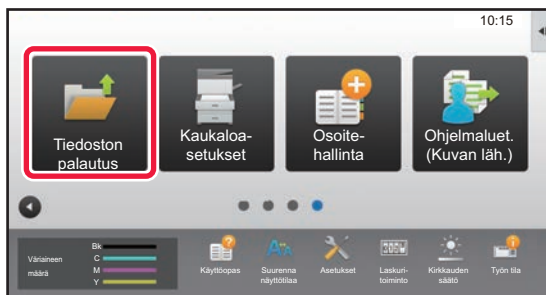 10:15
Tiedoston
palautus
Kaukaloa-
setukset
Osoite-
hallinta
Ohjelmaluet.
(Kuvan läh.)
Väriaineen
määrä
Bk
C
M
Y
Käyttöopas
Suurenna
näyttötilaa
Asetukset
Laskuri-
toiminto
Kirkkauden
säätö
Työn tila